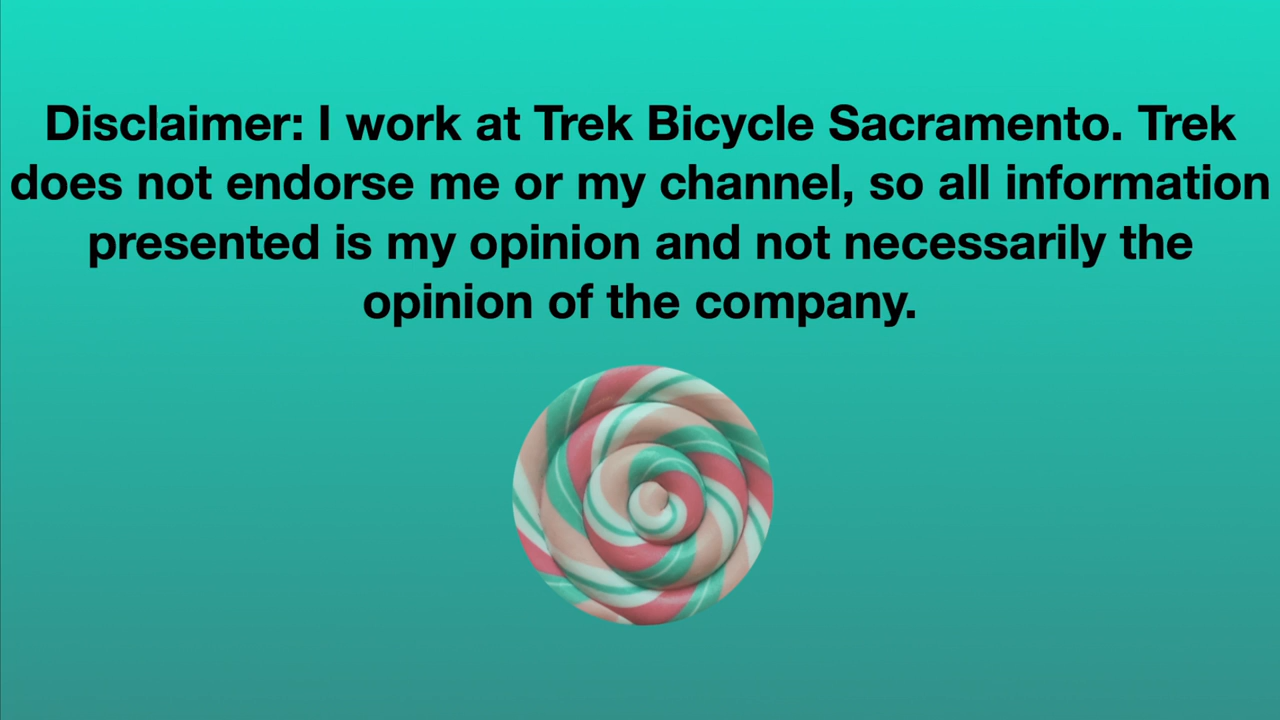 Disclaimer: I work at Trek Bicycle Sacramento. Trek
does not endorse me or my channel, so all information
presented is my opinion and not necessarily the
opinion of the company.